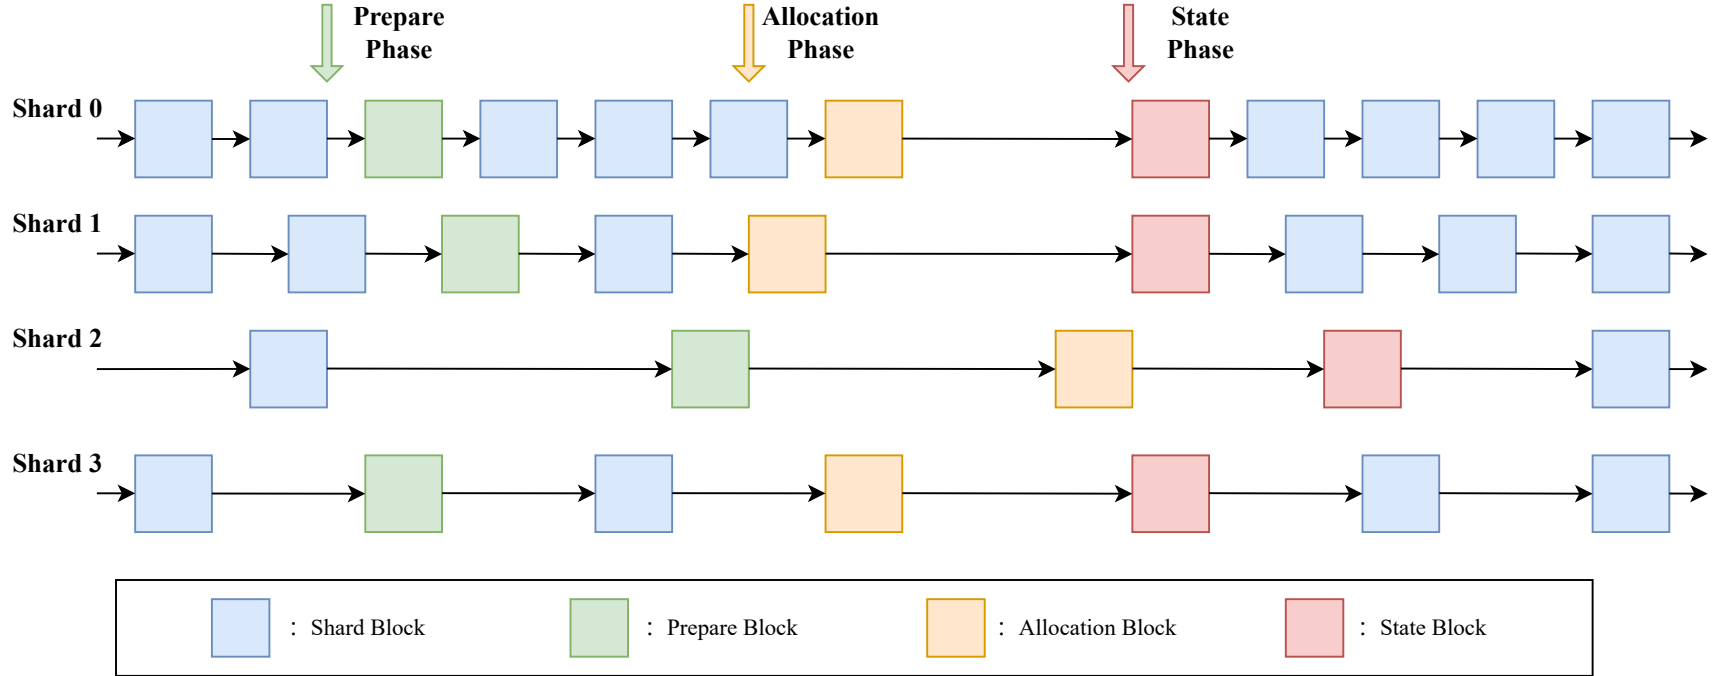 Prepare
Phase
Allocation
Phase
State
Phase
Shard 0
Shard 1
Shard 2
Shard 3
: Shard Block
: Prepare Block
: Allocation Block
: State Block